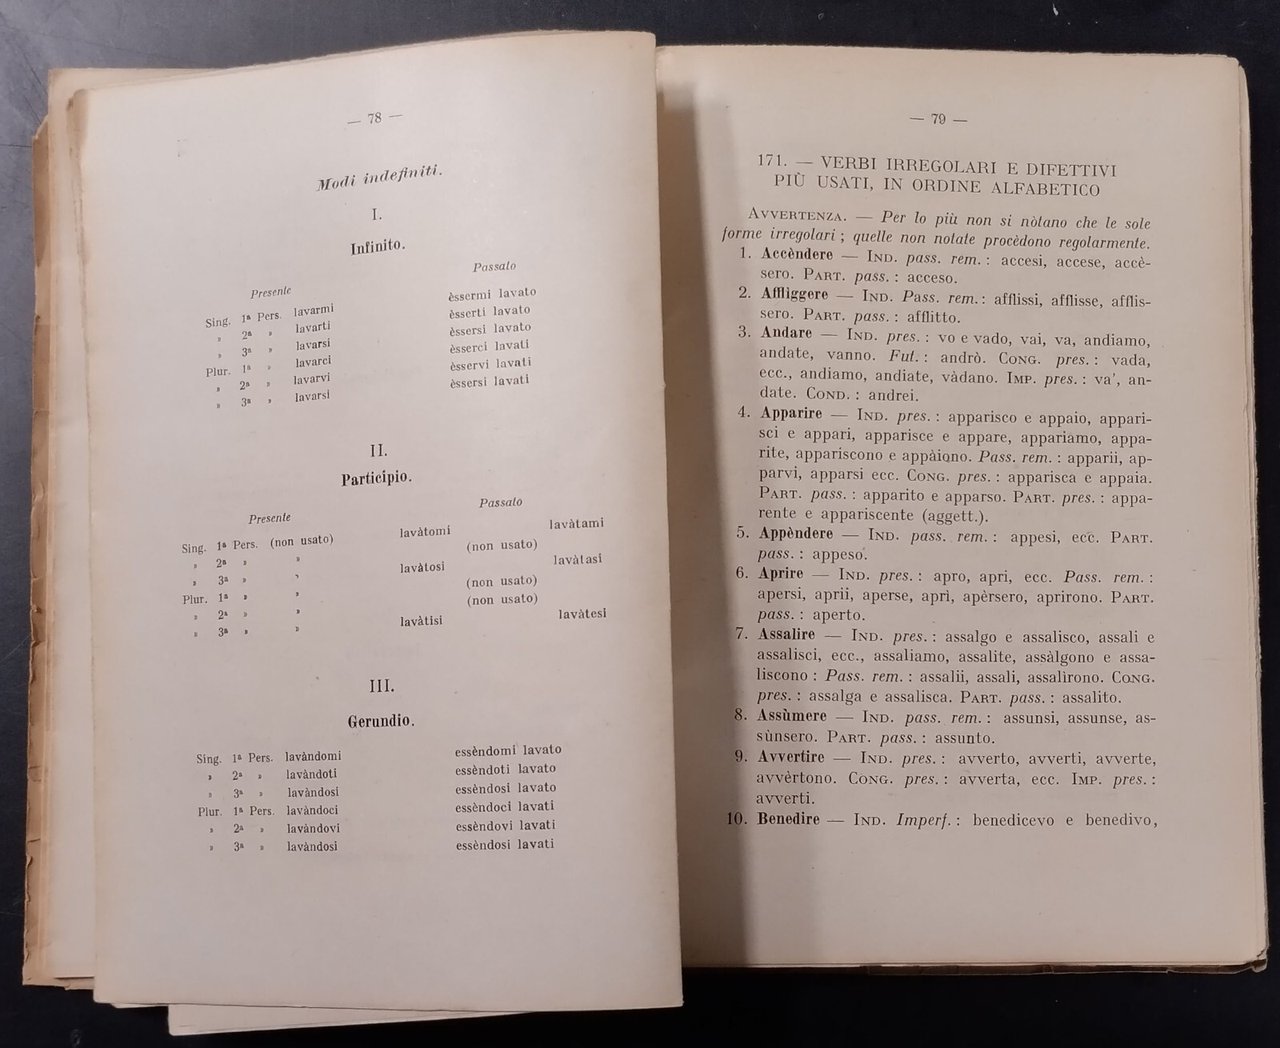 — 78 —
Modi indefiniti.
I.
Infinito.
Presente Passato
Sing. 1ª Pers. lavarmi èssermi lavato
» 2ª » lavarti èsserti lavato
» 3ª » lavarsi èssersi lavato
Plur. 1ª » lavarci èsserci lavati
» 2ª » lavarvi èsservi lavati
» 3ª » lavarsi èssersi lavati
II.
Participio.
Presente Passato
Sing. 1ª Pers. (non usato) lavàtomi lavàtami
» 2ª » » (non usato)
» 3ª » » lavàtosi lavàtasi
Plur. 1ª » » (non usato)
» 2ª » » (non usato)
» 3ª » » lavàtisi lavàtesi
III.
Gerundio.
Sing. 1ª Pers. lavàndomi essèndomi lavato
» 2ª » lavàndoti essèndoti lavato
» 3ª » lavàndosi essèndosi lavato
Plur. 1ª Pers. lavàndoci essèndoci lavati
» 2ª » lavàndovi essèndovi lavati
» 3ª » lavàndosi essèndosi lavati
— 79 —
171. — VERBI IRREGOLARI E DIFETTIVI
PIÙ USATI, IN ORDINE ALFABETICO
AVVERTENZA. — Per lo più non si nòtano che le sole
forme irregolari ; quelle non notate procèdono regolarmente.
1. Accèndere — IND. pass. rem. : accesi, accese, accè-
sero. PART. pass. : acceso.
2. Affliggere — IND. Pass. rem. : afflissi, afflisse, afflis-
sero. PART. pass. : afflitto.
3. Andare — IND. pres. : vo e vado, vai, va, andiamo,
andate, vanno. Fut. : andrò. CONG. pres. : vada,
ecc., andiamo, andiate, vàdano. IMP. pres. : va', an-
date. COND. : andrei.
4. Apparire — IND. pres. : apparisco e appaio, appari-
sci e appari, apparisce e appare, appariamo, appa-
rite, appariscono e appàiono. Pass. rem. : apparii, ap-
parvi, apparsi ecc. CONG. pres. : apparisca e appaia.
PART. pass. : apparito e apparso. PART. pres. : appa-
rente e appariscente (aggett.).
5. Appèndere — IND. pass. rem. : appesi, ecc. PART.
pass. : appeso.
6. Aprire — IND. pres. : apro, apri, ecc. Pass. rem. :
apersi, aprii, aperse, aprì, apèrsero, aprirono. PART.
pass. : aperto.
7. Assalire — IND. pres. : assalgo e assalisco, assali e
assalisci, ecc., assaliamo, assalite, assàlgono e assa-
liscono : Pass. rem. : assalii, assali, assalìrono. CONG.
pres. : assalga e assalisca. PART. pass. : assalito.
8. Assùmere — IND. pass. rem. : assunsi, assunse, as-
sùnsero. PART. pass. : assunto.
9. Avvertire — IND. pres. : avverto, avverti, avverte,
avvèrtono. CONG. pres. : avverta, ecc. IMP. pres. :
avverti.
10. Benedire — IND. Imperf. : benedicevo e benedivo,